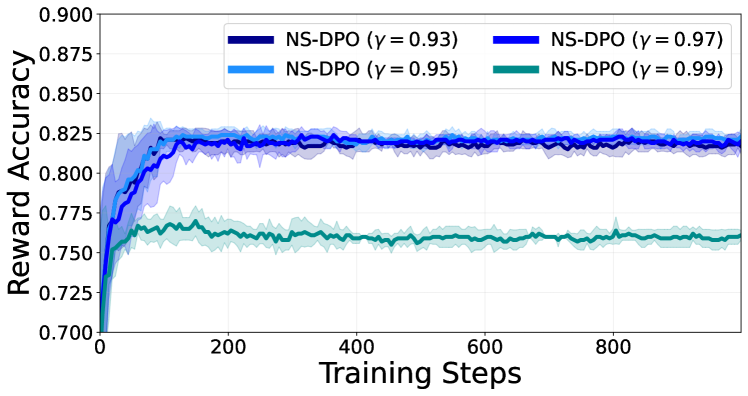 0.900
0.875
0.850
0.825
0.800
0.775
0.750
0.725
0.700
Reward Accuracy
NS-DPO (γ = 0.93)
NS-DPO (γ = 0.95)
NS-DPO (γ = 0.97)
NS-DPO (γ = 0.99)
0 200 400 600 800
Training Steps